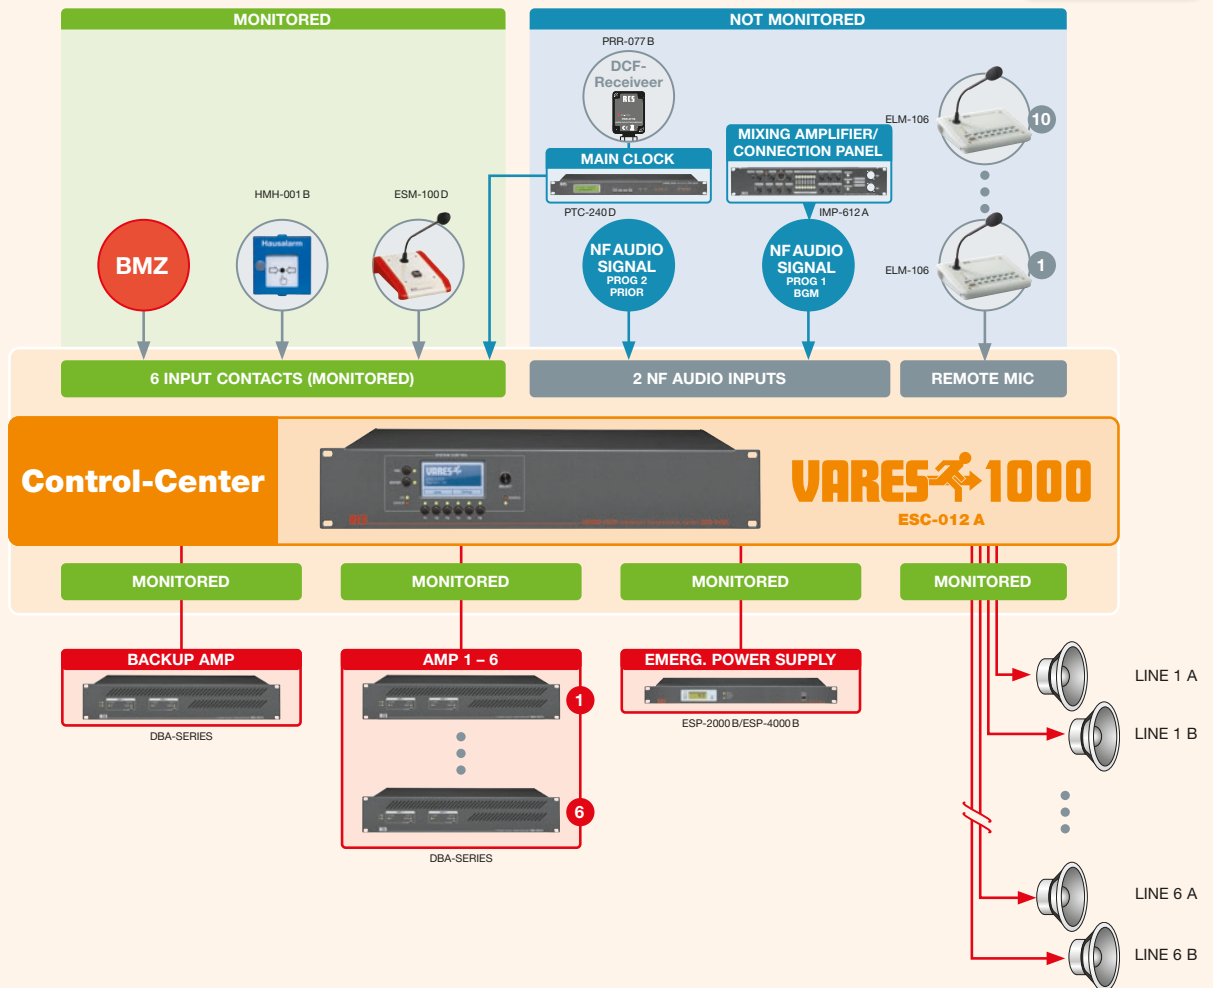 MONITORED
NOT MONITORED
PRR-077 B
DCF-
Receiveer
MAIN CLOCK
PTC-240 D
MIXING AMPLIFIER/
CONNECTION PANEL
IMP-612 A
ELM-106
10
ELM-106
1
BMZ
HMH-001 B
Hausalarm
ESM-100 D
NF AUDIO
SIGNAL
PROG 2
PRIOR
NF AUDIO
SIGNAL
PROG 1
BGM
6 INPUT CONTACTS (MONITORED)
2 NF AUDIO INPUTS
REMOTE MIC
Control-Center
VARES
VARES 1000
ESC-012 A
MONITORED
MONITORED
MONITORED
MONITORED
BACKUP AMP
DBA-SERIES
AMP 1 – 6
1
6
DBA-SERIES
EMERG. POWER SUPPLY
ESP-2000 B/ESP-4000 B
LINE 1 A
LINE 1 B
LINE 6 A
LINE 6 B